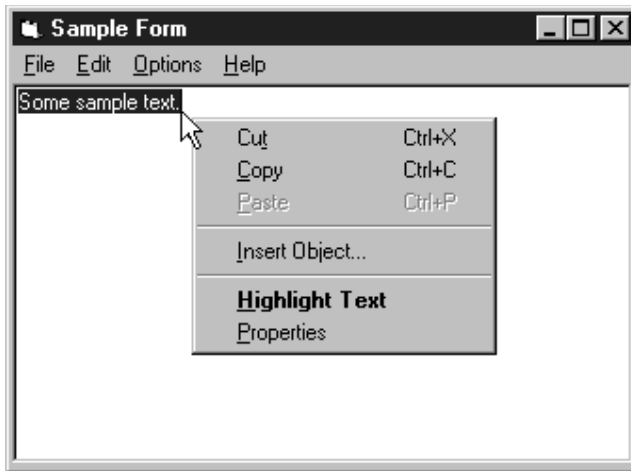 Sample Form
File Edit Options Help
Some sample text.
Cut Ctrl+X
Copy Ctrl+C
Paste Ctrl+P
Insert Object...
Highlight Text
Properties